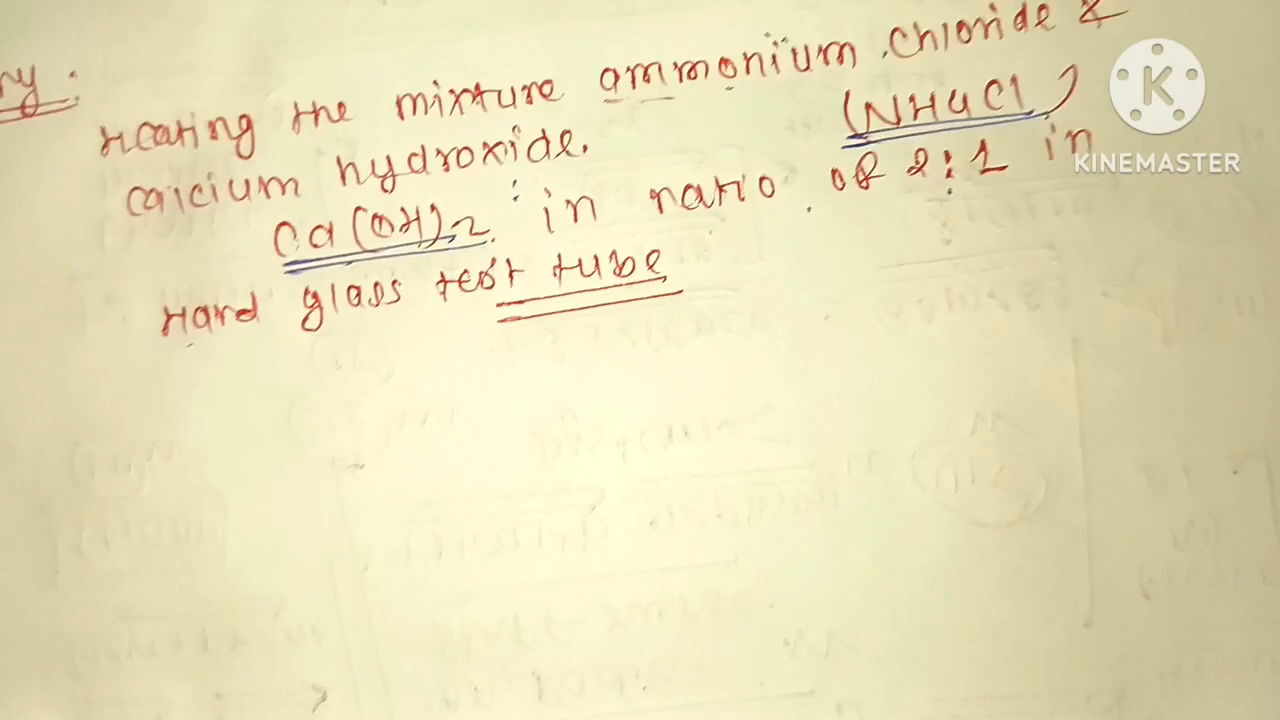 ny:
Heating the mixture ammonium chloride &
(NH4Cl)
calcium hydroxide.
Ca(OH)2 in ratio of 2:1 in
Hard glass test tube
KINEMASTER